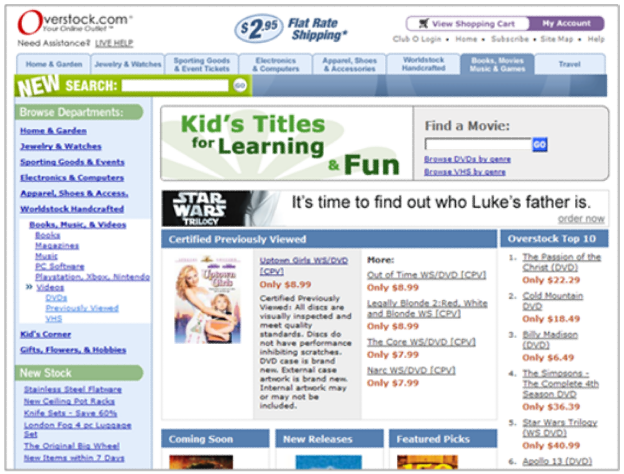 Overstock.com®
Your Online Outlet™
Need Assistance? LIVE HELP
$2.95 Flat Rate
Shipping*
View Shopping Cart
My Account
Club O Login • Home • Subscribe • Site Map • Help
Home & Garden
Jewelry & Watches
Sporting Goods
& Event Tickets
Electronics
& Computers
Apparel, Shoes
& Accessories
Worldstock
Handcrafted
Books, Movies
Music & Games
Travel
NEW SEARCH:
GO
Browse Departments:
Home & Garden
Jewelry & Watches
Sporting Goods & Events
Electronics & Computers
Apparel, Shoes & Access.
Worldstock Handcrafted
Books, Music, & Videos
Books
Magazines
Music
PC Software
Playstation, Xbox, Nintendo
» Videos
DVDs
Previously Viewed
VHS
Kid's Corner
Gifts, Flowers, & Hobbies
New Stock
Stainless Steel Flatware
New Ceiling Pot Racks
Knife Sets - Save 60%
London Fog 4 pc Luggage
Set
The Original Big Wheel
New Items within 7 Days
Kid's Titles
for Learning
& Fun
Find a Movie:
GO
Browse DVDs by genre
Browse VHS by genre
STAR
WARS
TRILOGY
It's time to find out who Luke's father is.
order now
Certified Previously Viewed
Uptown
Girls
Uptown Girls WS/DVD
[CPV]
Only $8.99
Certified Previously
Viewed: All discs are
visually inspected and
meet quality
standards. Discs do
not have performance
inhibiting scratches.
DVD case is brand
new. External case
artwork is brand new.
Internal artwork may
or may not be
included.
More:
Out of Time WS/DVD [CPV]
Only $8.99
Legally Blonde 2:Red, White
and Blonde WS [CPV]
Only $8.99
The Core WS/DVD [CPV]
Only $7.99
Narc WS/DVD [CPV]
Only $7.99
Overstock Top 10
1. The Passion of the
Christ (DVD)
Only $22.29
2. Cold Mountain
DVD
Only $18.49
3. Billy Madison
(DVD)
Only $6.49
4. The Simpsons -
The Complete 4th
Season DVD
Only $36.39
5. Star Wars Trilogy
(WS DVD)
Only $40.99
6. Apollo 13 (DVD)
Coming Soon
New Releases
Featured Picks